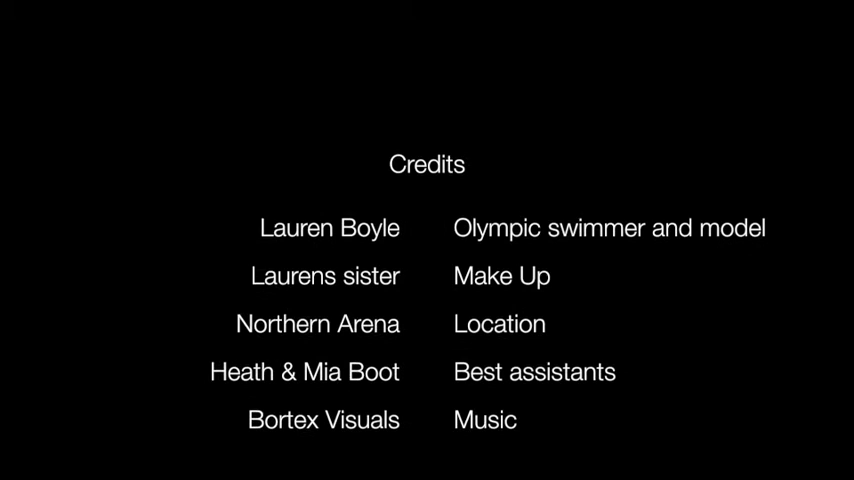 Credits
Lauren Boyle Olympic swimmer and model
Laurens sister Make Up
Northern Arena Location
Heath & Mia Boot Best assistants
Bortex Visuals Music